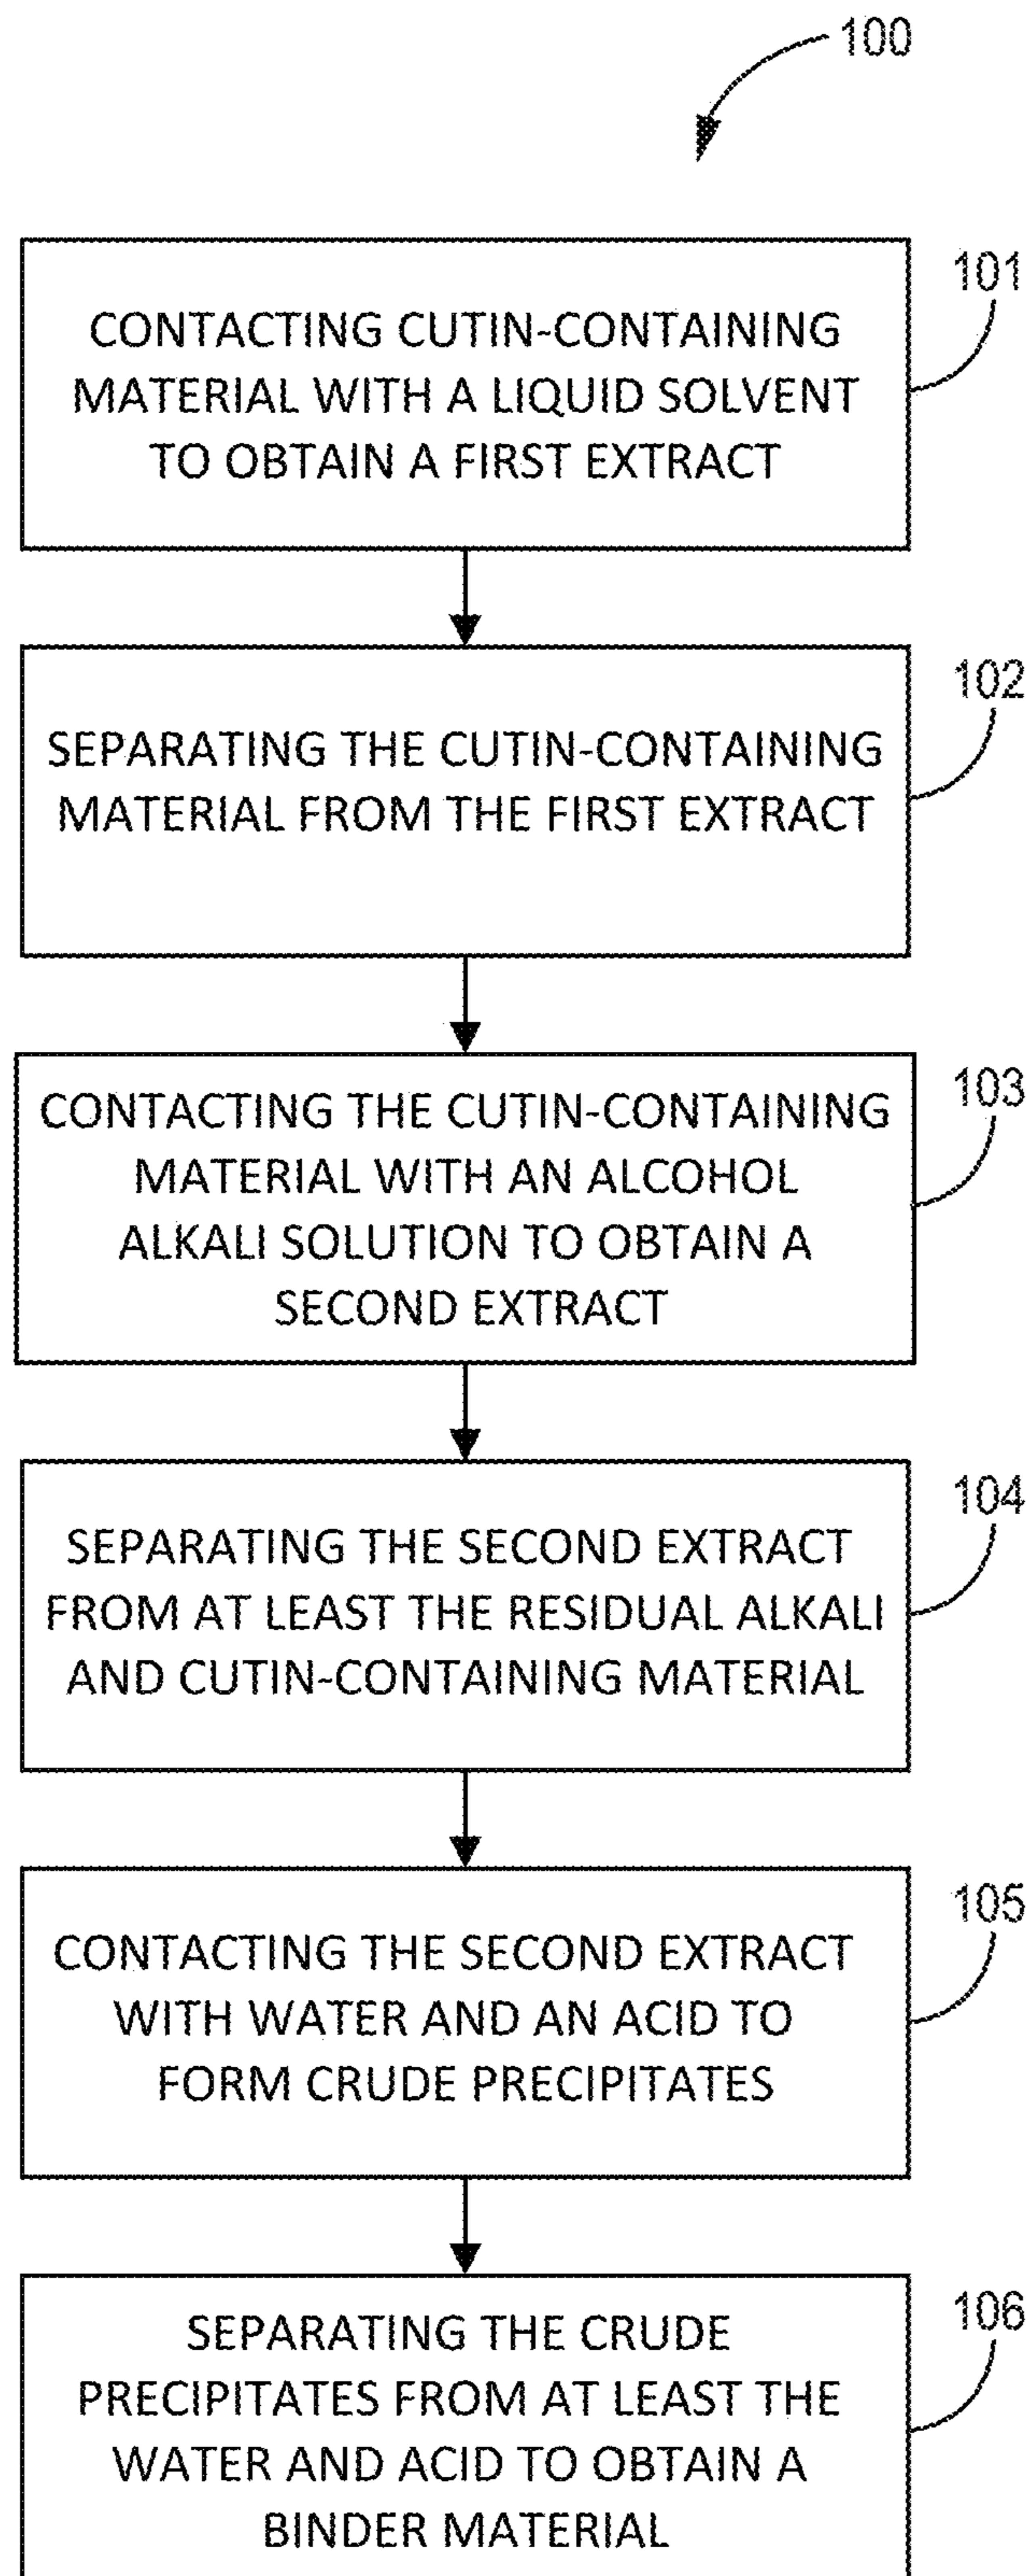 100
101
CONTACTING CUTIN-CONTAINING
MATERIAL WITH A LIQUID SOLVENT
TO OBTAIN A FIRST EXTRACT
102
SEPARATING THE CUTIN-CONTAINING
MATERIAL FROM THE FIRST EXTRACT
103
CONTACTING THE CUTIN-CONTAINING
MATERIAL WITH AN ALCOHOL
ALKALI SOLUTION TO OBTAIN A
SECOND EXTRACT
104
SEPARATING THE SECOND EXTRACT
FROM AT LEAST THE RESIDUAL ALKALI
AND CUTIN-CONTAINING MATERIAL
105
CONTACTING THE SECOND EXTRACT
WITH WATER AND AN ACID TO
FORM CRUDE PRECIPITATES
106
SEPARATING THE CRUDE
PRECIPITATES FROM AT LEAST THE
WATER AND ACID TO OBTAIN A
BINDER MATERIAL